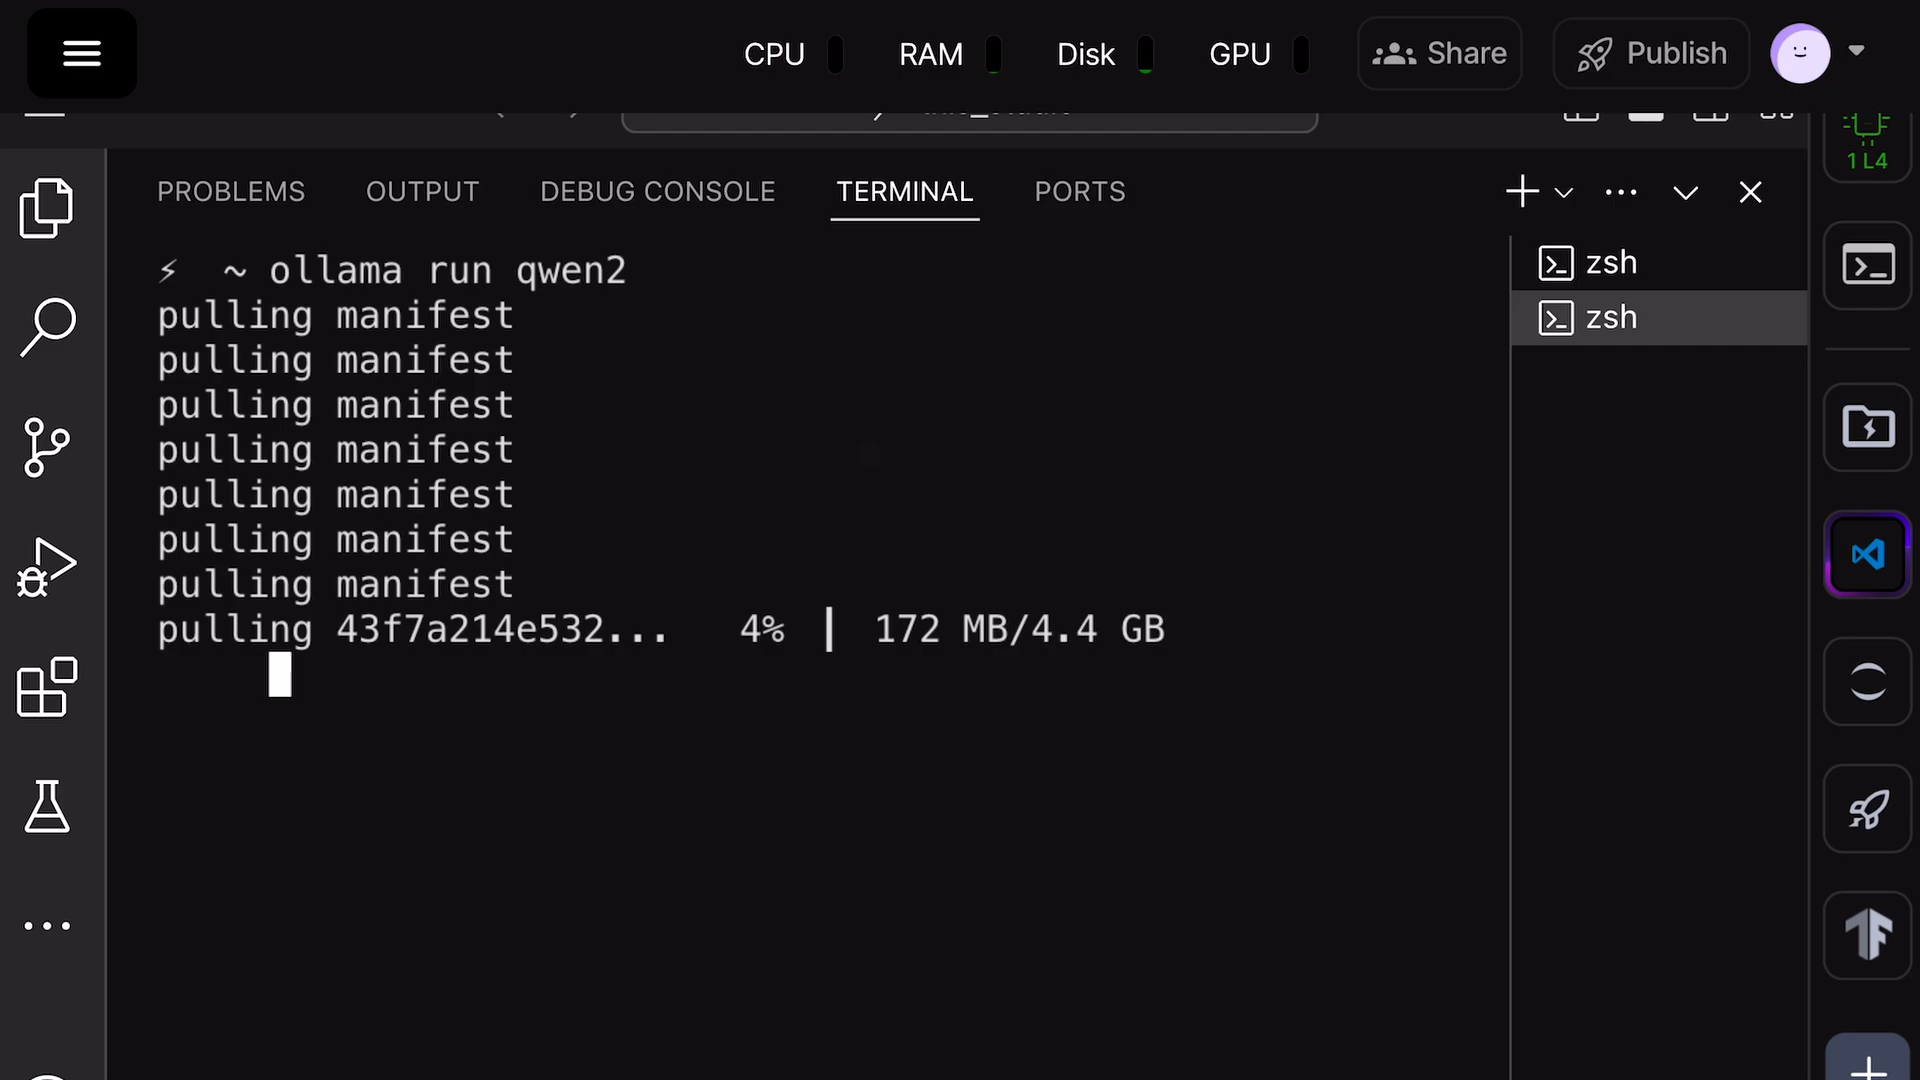 CPU RAM Disk GPU Share Publish
1 L4
PROBLEMS OUTPUT DEBUG CONSOLE TERMINAL PORTS
⚡ ~ ollama run qwen2
pulling manifest
pulling manifest
pulling manifest
pulling manifest
pulling manifest
pulling manifest
pulling manifest
pulling 43f7a214e532... 4% ▏ 172 MB/4.4 GB
zsh
zsh